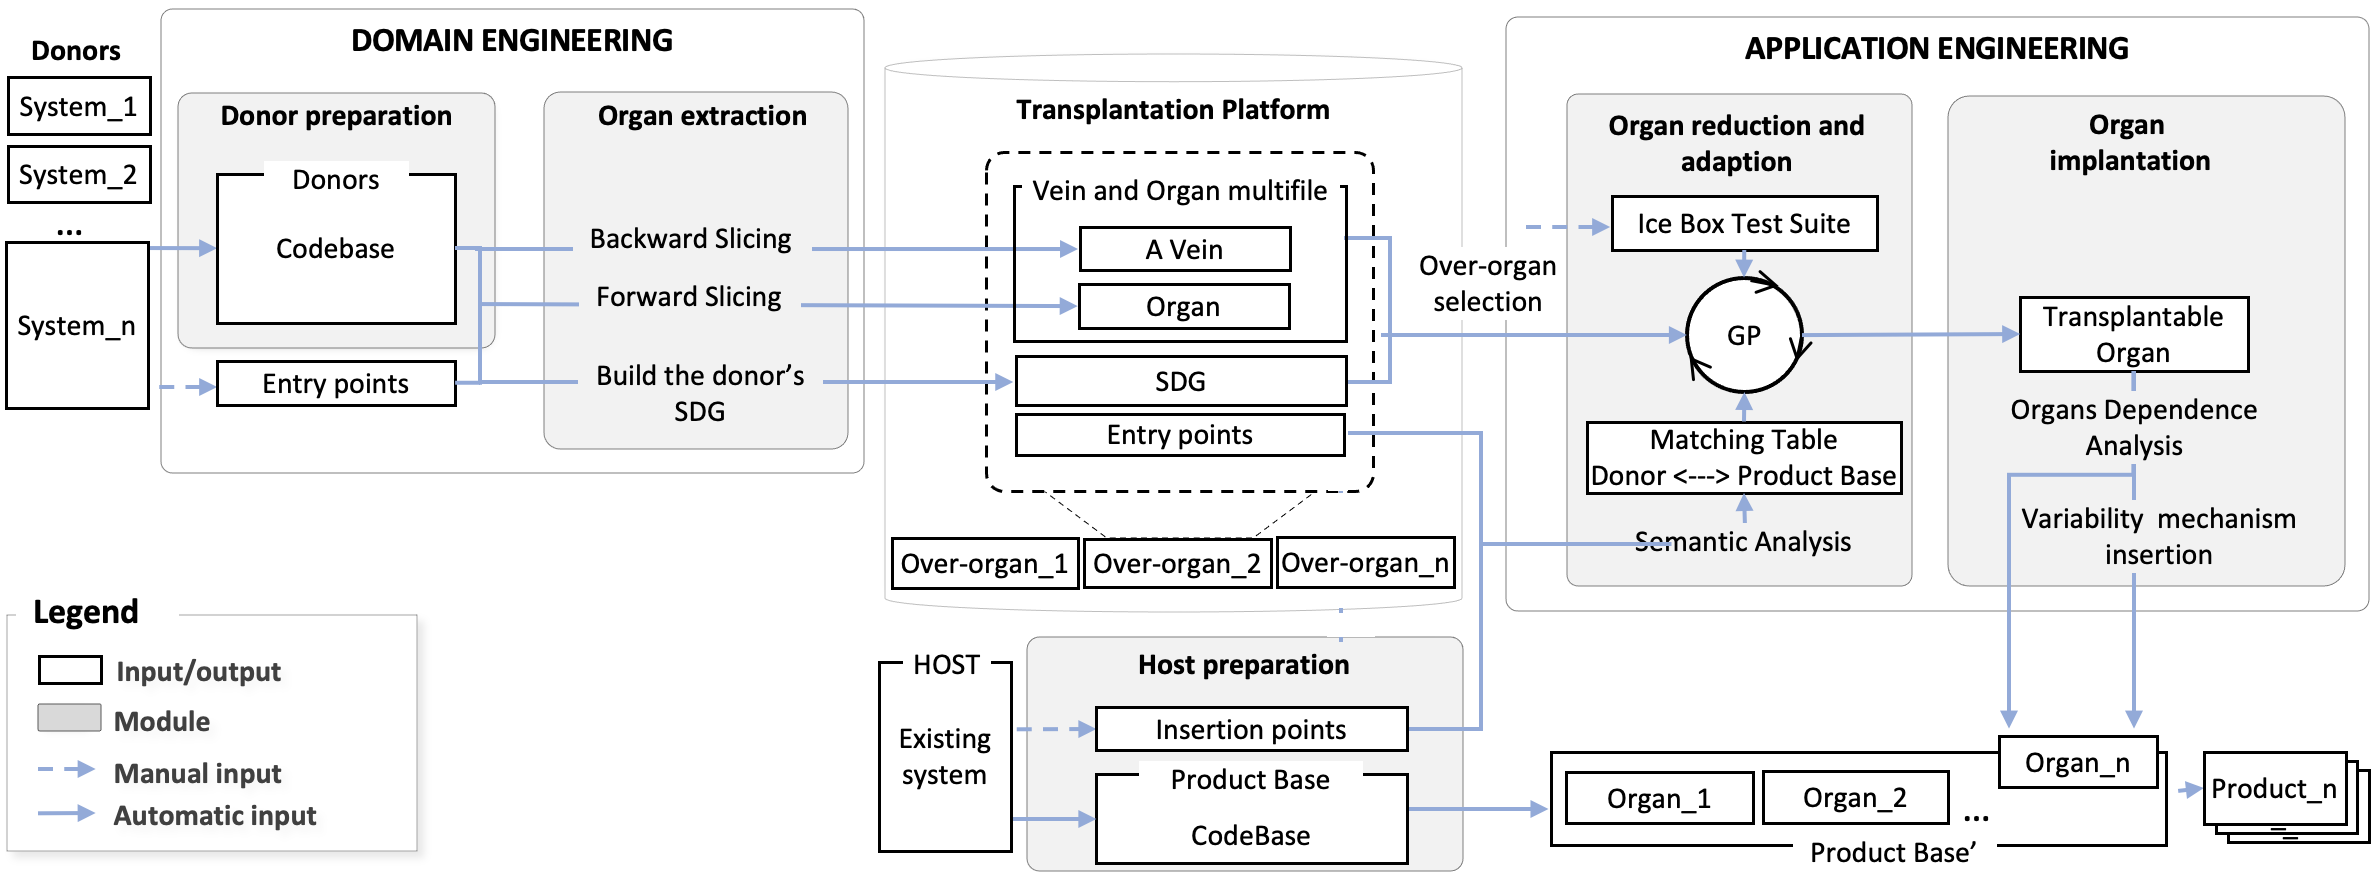 Donors
System_1
System_2
...
System_n
DOMAIN ENGINEERING
Donor preparation
Donors
Codebase
Entry points
Organ extraction
Backward Slicing
Forward Slicing
Build the donor's
SDG
Transplantation Platform
Vein and Organ multifile
A Vein
Organ
SDG
Entry points
Over-organ_1
Over-organ_2
Over-organ_n
Over-organ
selection
APPLICATION ENGINEERING
Organ reduction and
adaption
Ice Box Test Suite
GP
Matching Table
Donor <---> Product Base
Semantic Analysis
Organ
implantation
Transplantable
Organ
Organs Dependence
Analysis
Variability mechanism
insertion
Legend
Input/output
Module
Manual input
Automatic input
HOST
Existing
system
Host preparation
Insertion points
Product Base
CodeBase
Organ_1
Organ_2
...
Organ_n
Product Base'
Product_n